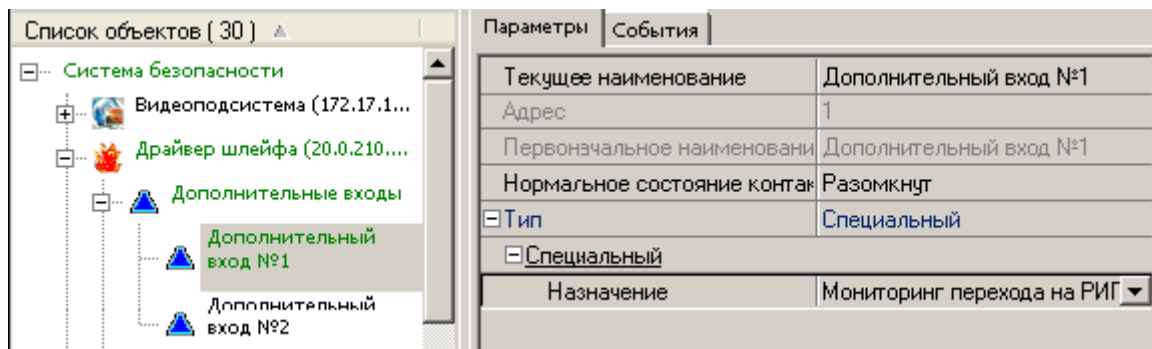 Список объектов ( 30 )
Система безопасности
Видеоподсистема (172.17.1...
Драйвер шлейфа (20.0.210....
Дополнительные входы
Дополнительный
вход №1
Дополнительный
вход №2
Параметры События
Текущее наименование Дополнительный вход №1
Адрес 1
Первоначальное наименовани Дополнительный вход №1
Нормальное состояние контак Разомкнут
Тип Специальный
Специальный
Назначение Мониторинг перехода на РИП